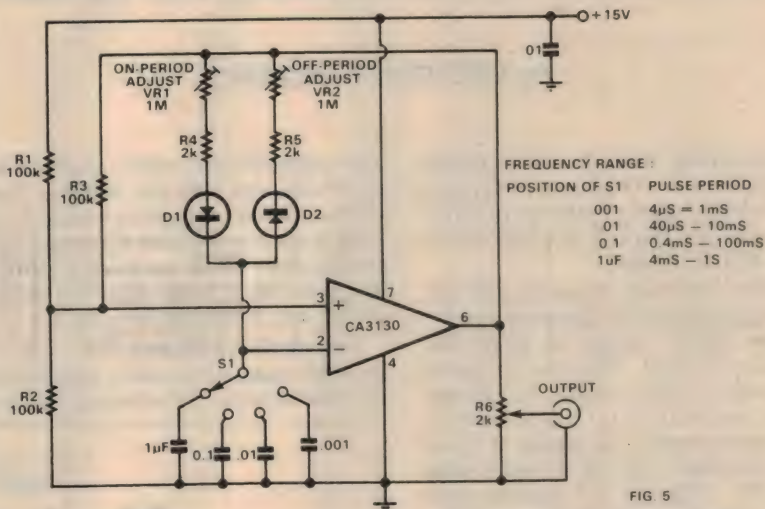 +15V
01
ON-PERIOD
ADJUST
VR1
1M
OFF-PERIOD
ADJUST
VR2
1M
R1
100k
R3
100k
R4
2k
R5
2k
D1
D2
FREQUENCY RANGE :
POSITION OF S1 PULSE PERIOD
001 4µS = 1mS
01 40µS – 10mS
0 1 0.4mS – 100mS
1uF 4mS – 1S
3 +
7
CA3130
6
2 –
4
S1
R2
100k
1µF
0.1
.01
.001
R6
2k
OUTPUT
FIG. 5